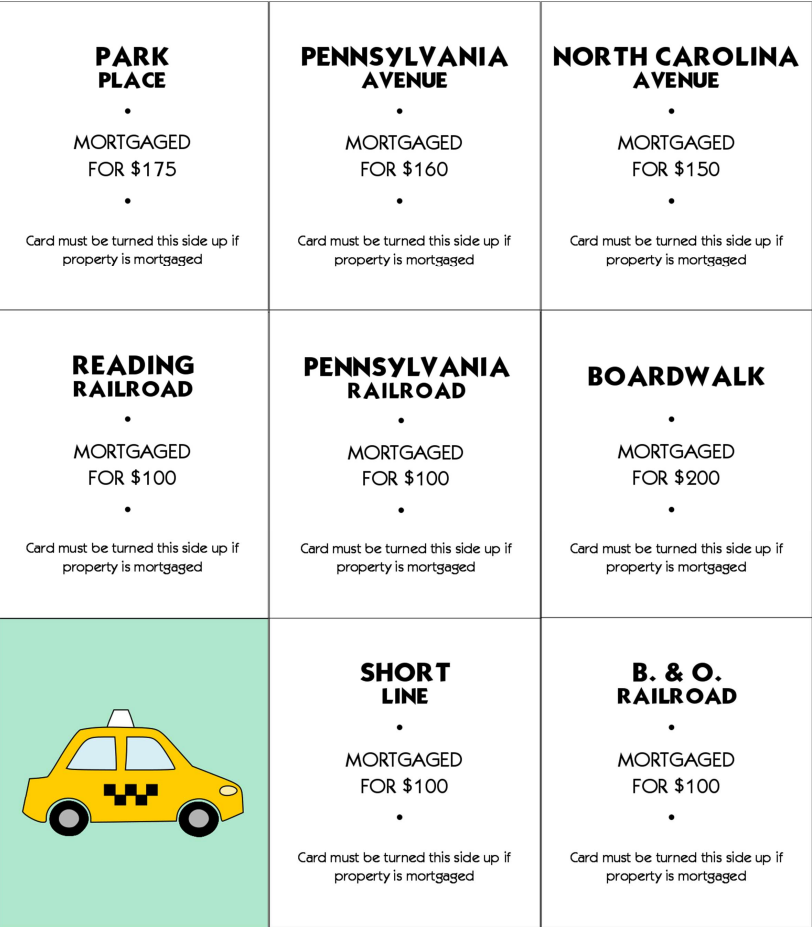 PARK
PLACE
•
MORTGAGED
FOR $175
•
Card must be turned this side up if
property is mortgaged
PENNSYLVANIA
AVENUE
•
MORTGAGED
FOR $160
•
Card must be turned this side up if
property is mortgaged
NORTH CAROLINA
AVENUE
•
MORTGAGED
FOR $150
•
Card must be turned this side up if
property is mortgaged
READING
RAILROAD
•
MORTGAGED
FOR $100
•
Card must be turned this side up if
property is mortgaged
PENNSYLVANIA
RAILROAD
•
MORTGAGED
FOR $100
•
Card must be turned this side up if
property is mortgaged
BOARDWALK
•
MORTGAGED
FOR $200
•
Card must be turned this side up if
property is mortgaged
SHORT
LINE
•
MORTGAGED
FOR $100
•
Card must be turned this side up if
property is mortgaged
B. & O.
RAILROAD
•
MORTGAGED
FOR $100
•
Card must be turned this side up if
property is mortgaged